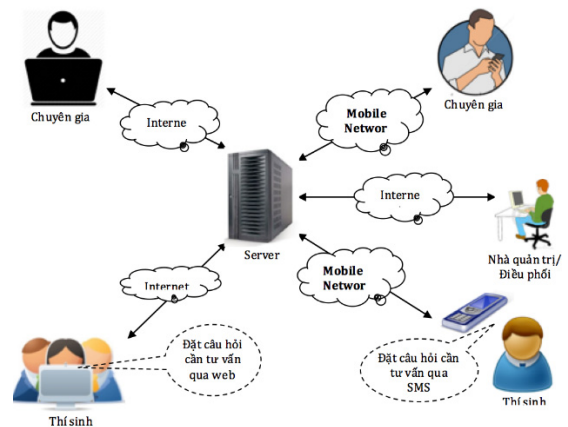 Chuyên gia
Interne
Mobile
Networ
Chuyên gia
Interne
Server
Nhà quản trị/
Điều phối
Internet
Mobile
Networ
Đặt câu hỏi
cần tư vấn
qua web
Đặt câu hỏi cần
tư vấn qua
SMS
Thí sinh
Thí sinh